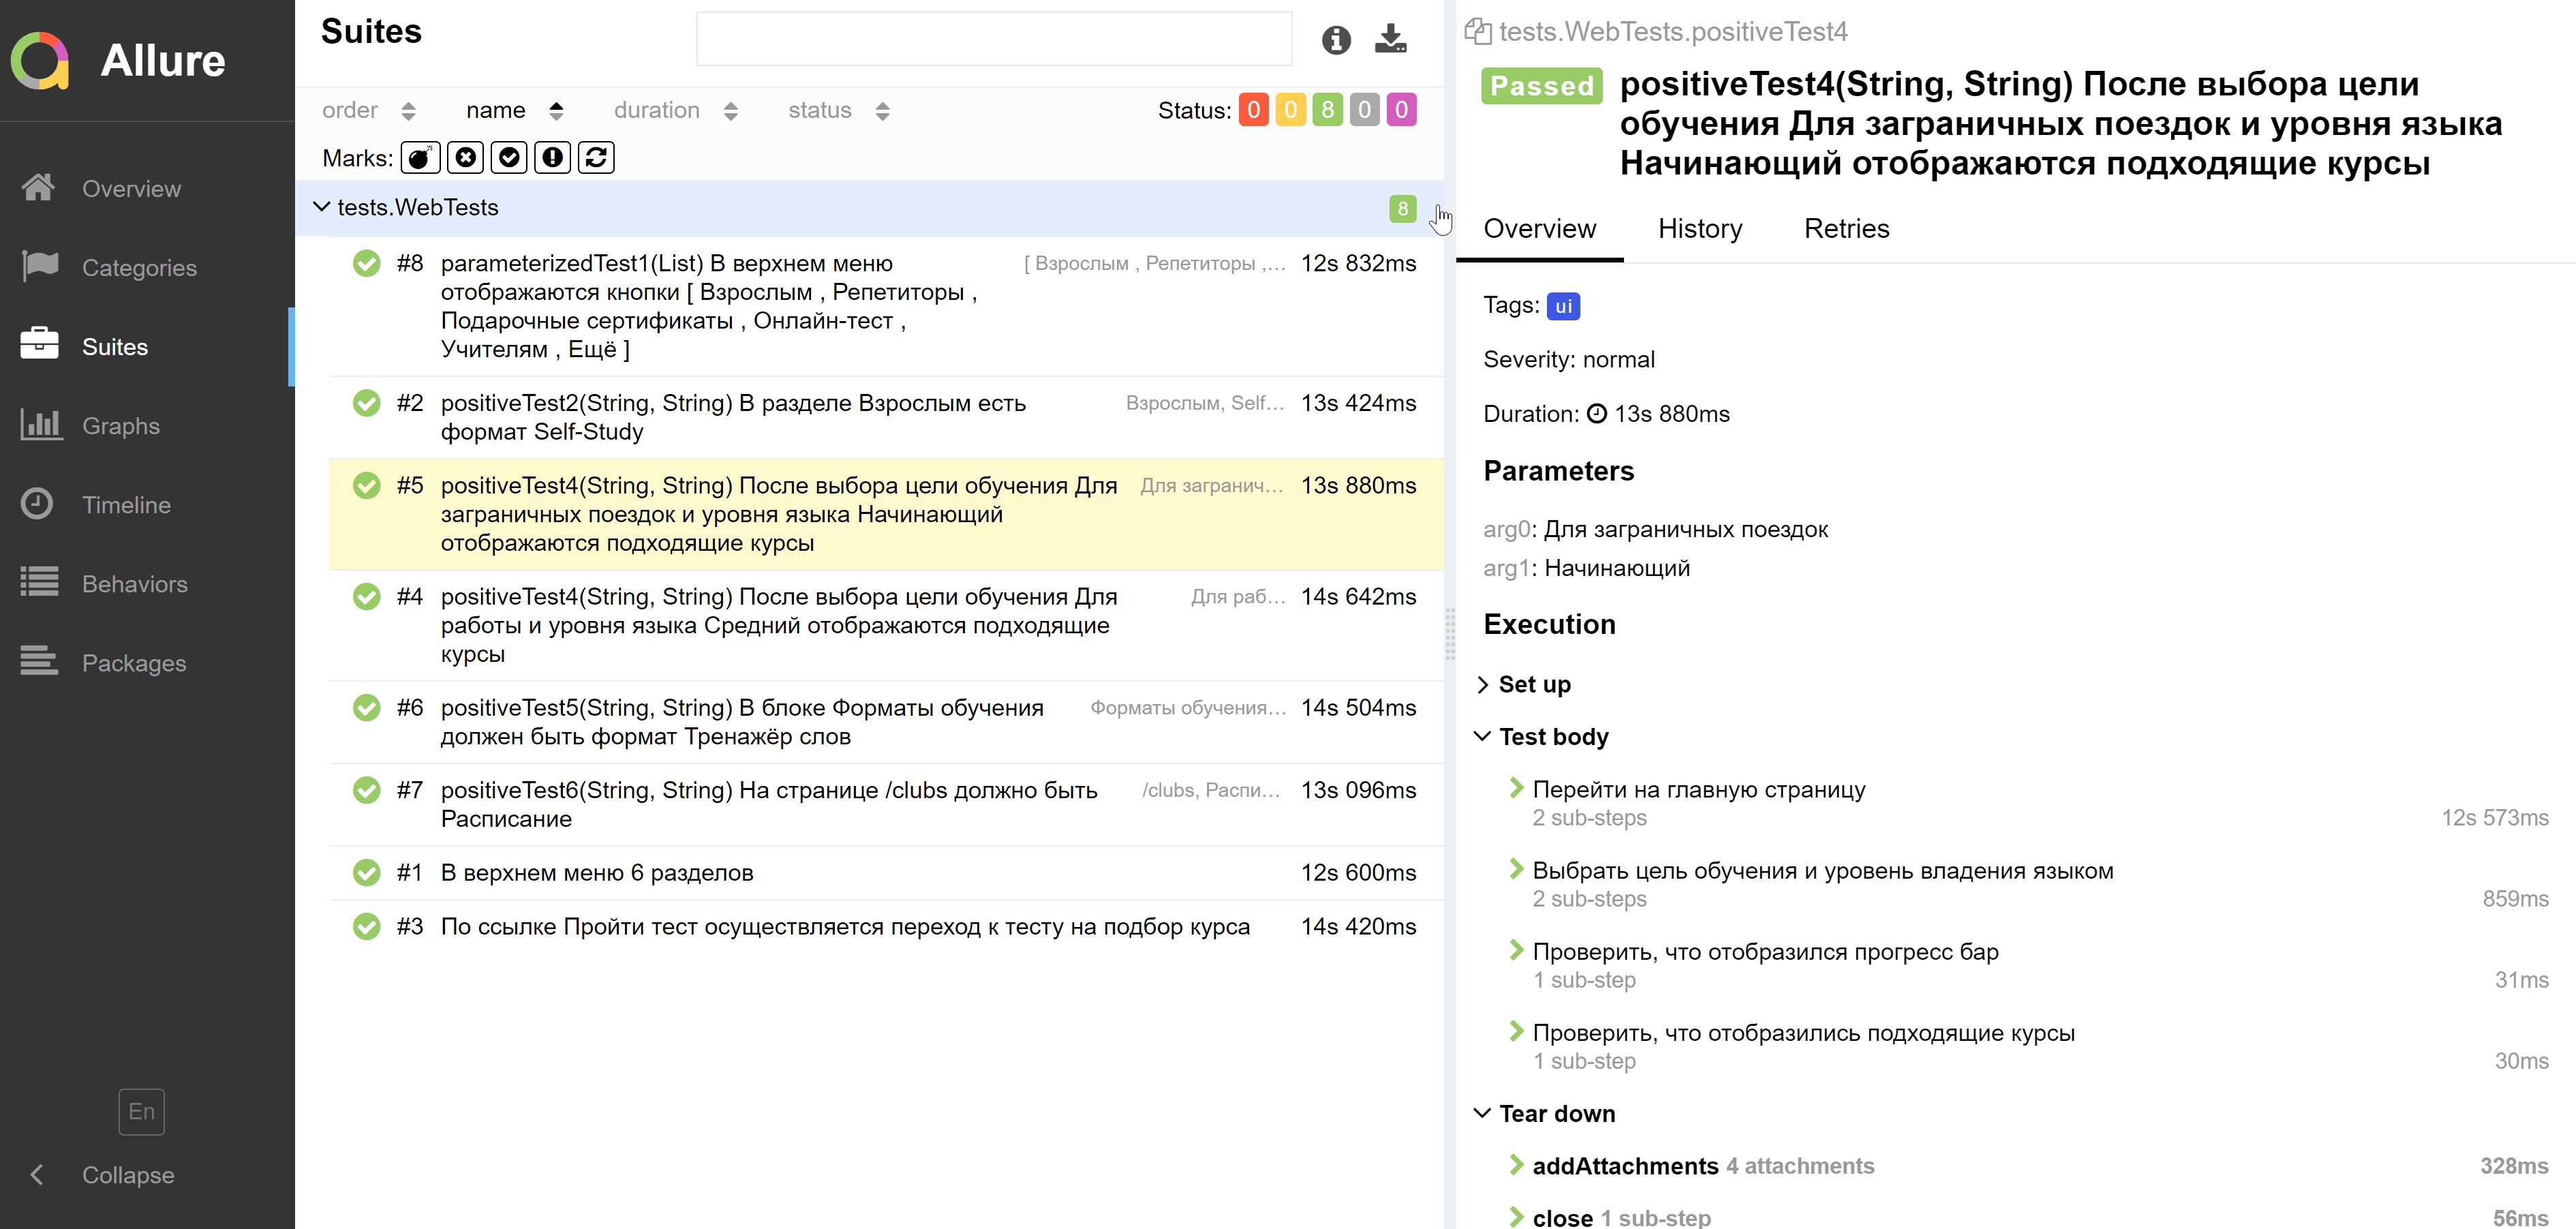 Allure
Overview
Categories
Suites
Graphs
Timeline
Behaviors
Packages
En
Collapse
Suites
order name duration status Status: 0 0 8 0 0
Marks:
tests.WebTests 8
#8 parameterizedTest1(List) В верхнем меню [ Взрослым , Репетиторы ,... 12s 832ms
отображаются кнопки [ Взрослым , Репетиторы ,
Подарочные сертификаты , Онлайн-тест ,
Учителям , Ещё ]
#2 positiveTest2(String, String) В разделе Взрослым есть Взрослым, Self... 13s 424ms
формат Self-Study
#5 positiveTest4(String, String) После выбора цели обучения Для Для загранич... 13s 880ms
заграничных поездок и уровня языка Начинающий
отображаются подходящие курсы
#4 positiveTest4(String, String) После выбора цели обучения Для Для раб... 14s 642ms
работы и уровня языка Средний отображаются подходящие
курсы
#6 positiveTest5(String, String) В блоке Форматы обучения Форматы обучения... 14s 504ms
должен быть формат Тренажёр слов
#7 positiveTest6(String, String) На странице /clubs должно быть /clubs, Распи... 13s 096ms
Расписание
#1 В верхнем меню 6 разделов 12s 600ms
#3 По ссылке Пройти тест осуществляется переход к тесту на подбор курса 14s 420ms
tests.WebTests.positiveTest4
Passed positiveTest4(String, String) После выбора цели
обучения Для заграничных поездок и уровня языка
Начинающий отображаются подходящие курсы
Overview History Retries
Tags: ui
Severity: normal
Duration: 13s 880ms
Parameters
arg0: Для заграничных поездок
arg1: Начинающий
Execution
Set up
Test body
Перейти на главную страницу
2 sub-steps 12s 573ms
Выбрать цель обучения и уровень владения языком
2 sub-steps 859ms
Проверить, что отобразился прогресс бар
1 sub-step 31ms
Проверить, что отобразились подходящие курсы
1 sub-step 30ms
Tear down
addAttachments 4 attachments 328ms
close 1 sub-step 56ms